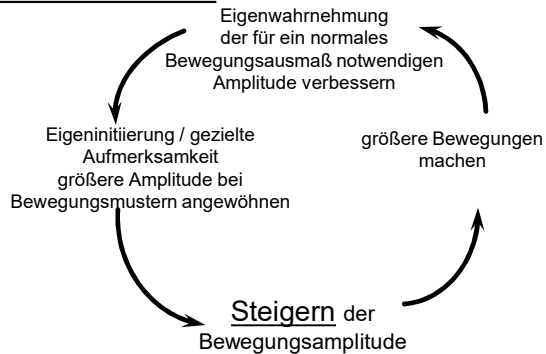 Eigenwahrnehmung
der für ein normales
Bewegungsausmaß notwendigen
Amplitude verbessern
Eigeninitiierung / gezielte
Aufmerksamkeit
größere Amplitude bei
Bewegungsmustern angewöhnen
größere Bewegungen
machen
Steigern der
Bewegungsamplitude